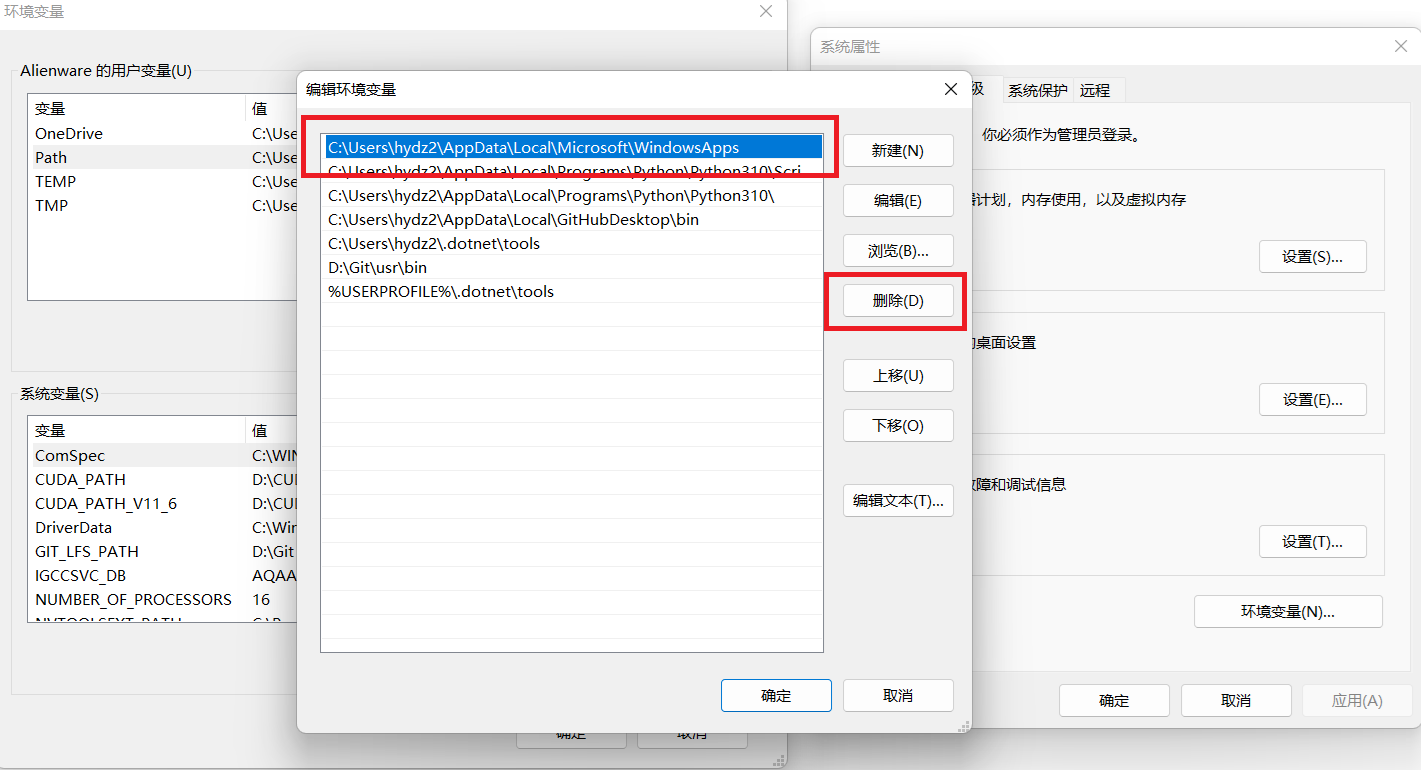 环境变量
Alienware 的用户变量(U)
变量 值
OneDrive C:\Use
Path C:\Use
TEMP C:\Use
TMP C:\Use
系统变量(S)
变量 值
ComSpec C:\WIN
CUDA_PATH D:\CUI
CUDA_PATH_V11_6 D:\CUI
DriverData C:\Win
GIT_LFS_PATH D:\Git
IGCCSVC_DB AQAA
NUMBER_OF_PROCESSORS 16
NVTOOLSEXT_PATH
确定
取消
编辑环境变量
C:\Users\hydz2\AppData\Local\Microsoft\WindowsApps
C:\Users\hydz2\AppData\Local\Programs\Python\Python310\Scri
C:\Users\hydz2\AppData\Local\Programs\Python\Python310\
C:\Users\hydz2\AppData\Local\GitHubDesktop\bin
C:\Users\hydz2\.dotnet\tools
D:\Git\usr\bin
%USERPROFILE%\.dotnet\tools
新建(N)
编辑(E)
浏览(B)...
删除(D)
上移(U)
下移(O)
编辑文本(T)...
确定
取消
系统属性
级 系统保护 远程
你必须作为管理员登录。
计划，内存使用，以及虚拟内存
设置(S)...
桌面设置
设置(E)...
障和调试信息
设置(T)...
环境变量(N)...
确定
取消
应用(A)